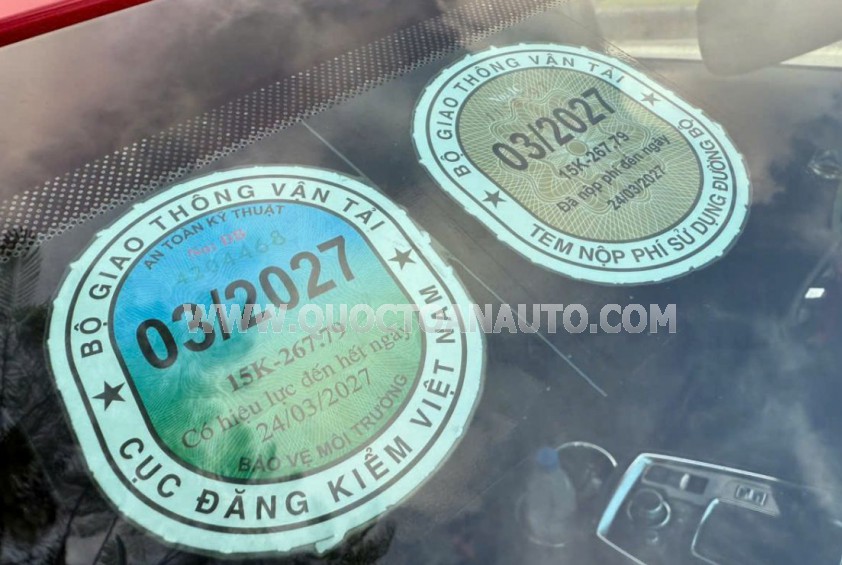 BỘ GIAO THÔNG VẬN TẢI
AN TOÀN KỸ THUẬT
4204468
03/2027
15K-267.79
Có hiệu lực đến hết ngày
24/03/2027
BẢO VỆ MÔI TRƯỜNG
CỤC ĐĂNG KIỂM VIỆT NAM
BỘ GIAO THÔNG VẬN TẢI
03/2027
15K-267.79
Đã nộp phí đến ngày
24/03/2027
TEM NỘP PHÍ SỬ DỤNG ĐƯỜNG BỘ
WWW.QUOCTOANAUTO.COM